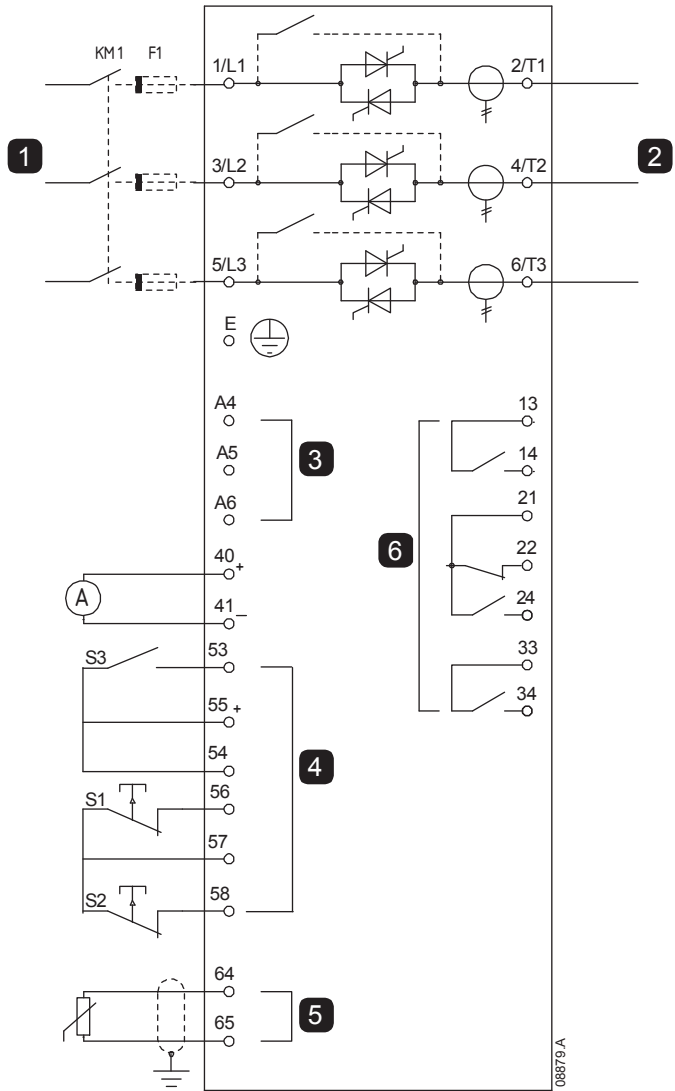 KM1 F1
1/L1 2/T1
1 2
3/L2 4/T2
5/L3 6/T3
E
A4 13
A5 3 14
A6 21
6 22
40 +
A 24
41 –
S3 53 33
55 + 34
54 4
S1 56
57
S2 58
64
5
65
08879.A